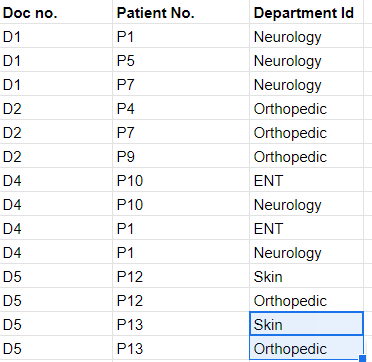 Doc no. Patient No. Department Id
D1 P1 Neurology
D1 P5 Neurology
D1 P7 Neurology
D2 P4 Orthopedic
D2 P7 Orthopedic
D2 P9 Orthopedic
D4 P10 ENT
D4 P10 Neurology
D4 P1 ENT
D4 P1 Neurology
D5 P12 Skin
D5 P12 Orthopedic
D5 P13 Skin
D5 P13 Orthopedic